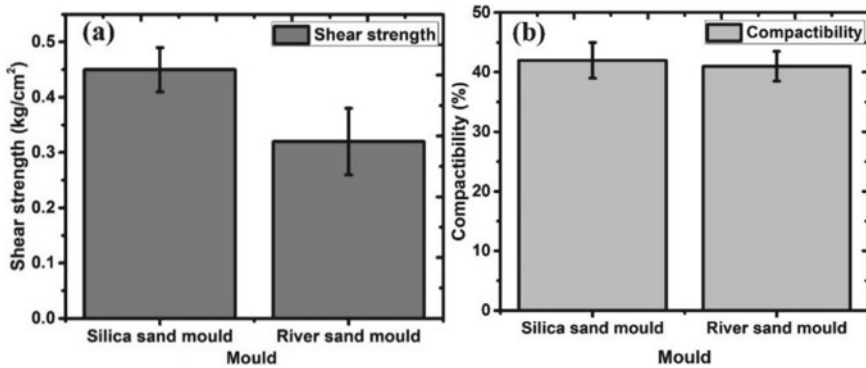 (a)
Shear strength
0.5
0.4
0.3
0.2
0.1
0.0
Shear strength (kg/cm²)
Silica sand mould
River sand mould
Mould
(b)
Compactibility
50
40
30
20
10
0
Compactibility (%)
Silica sand mould
River sand mould
Mould